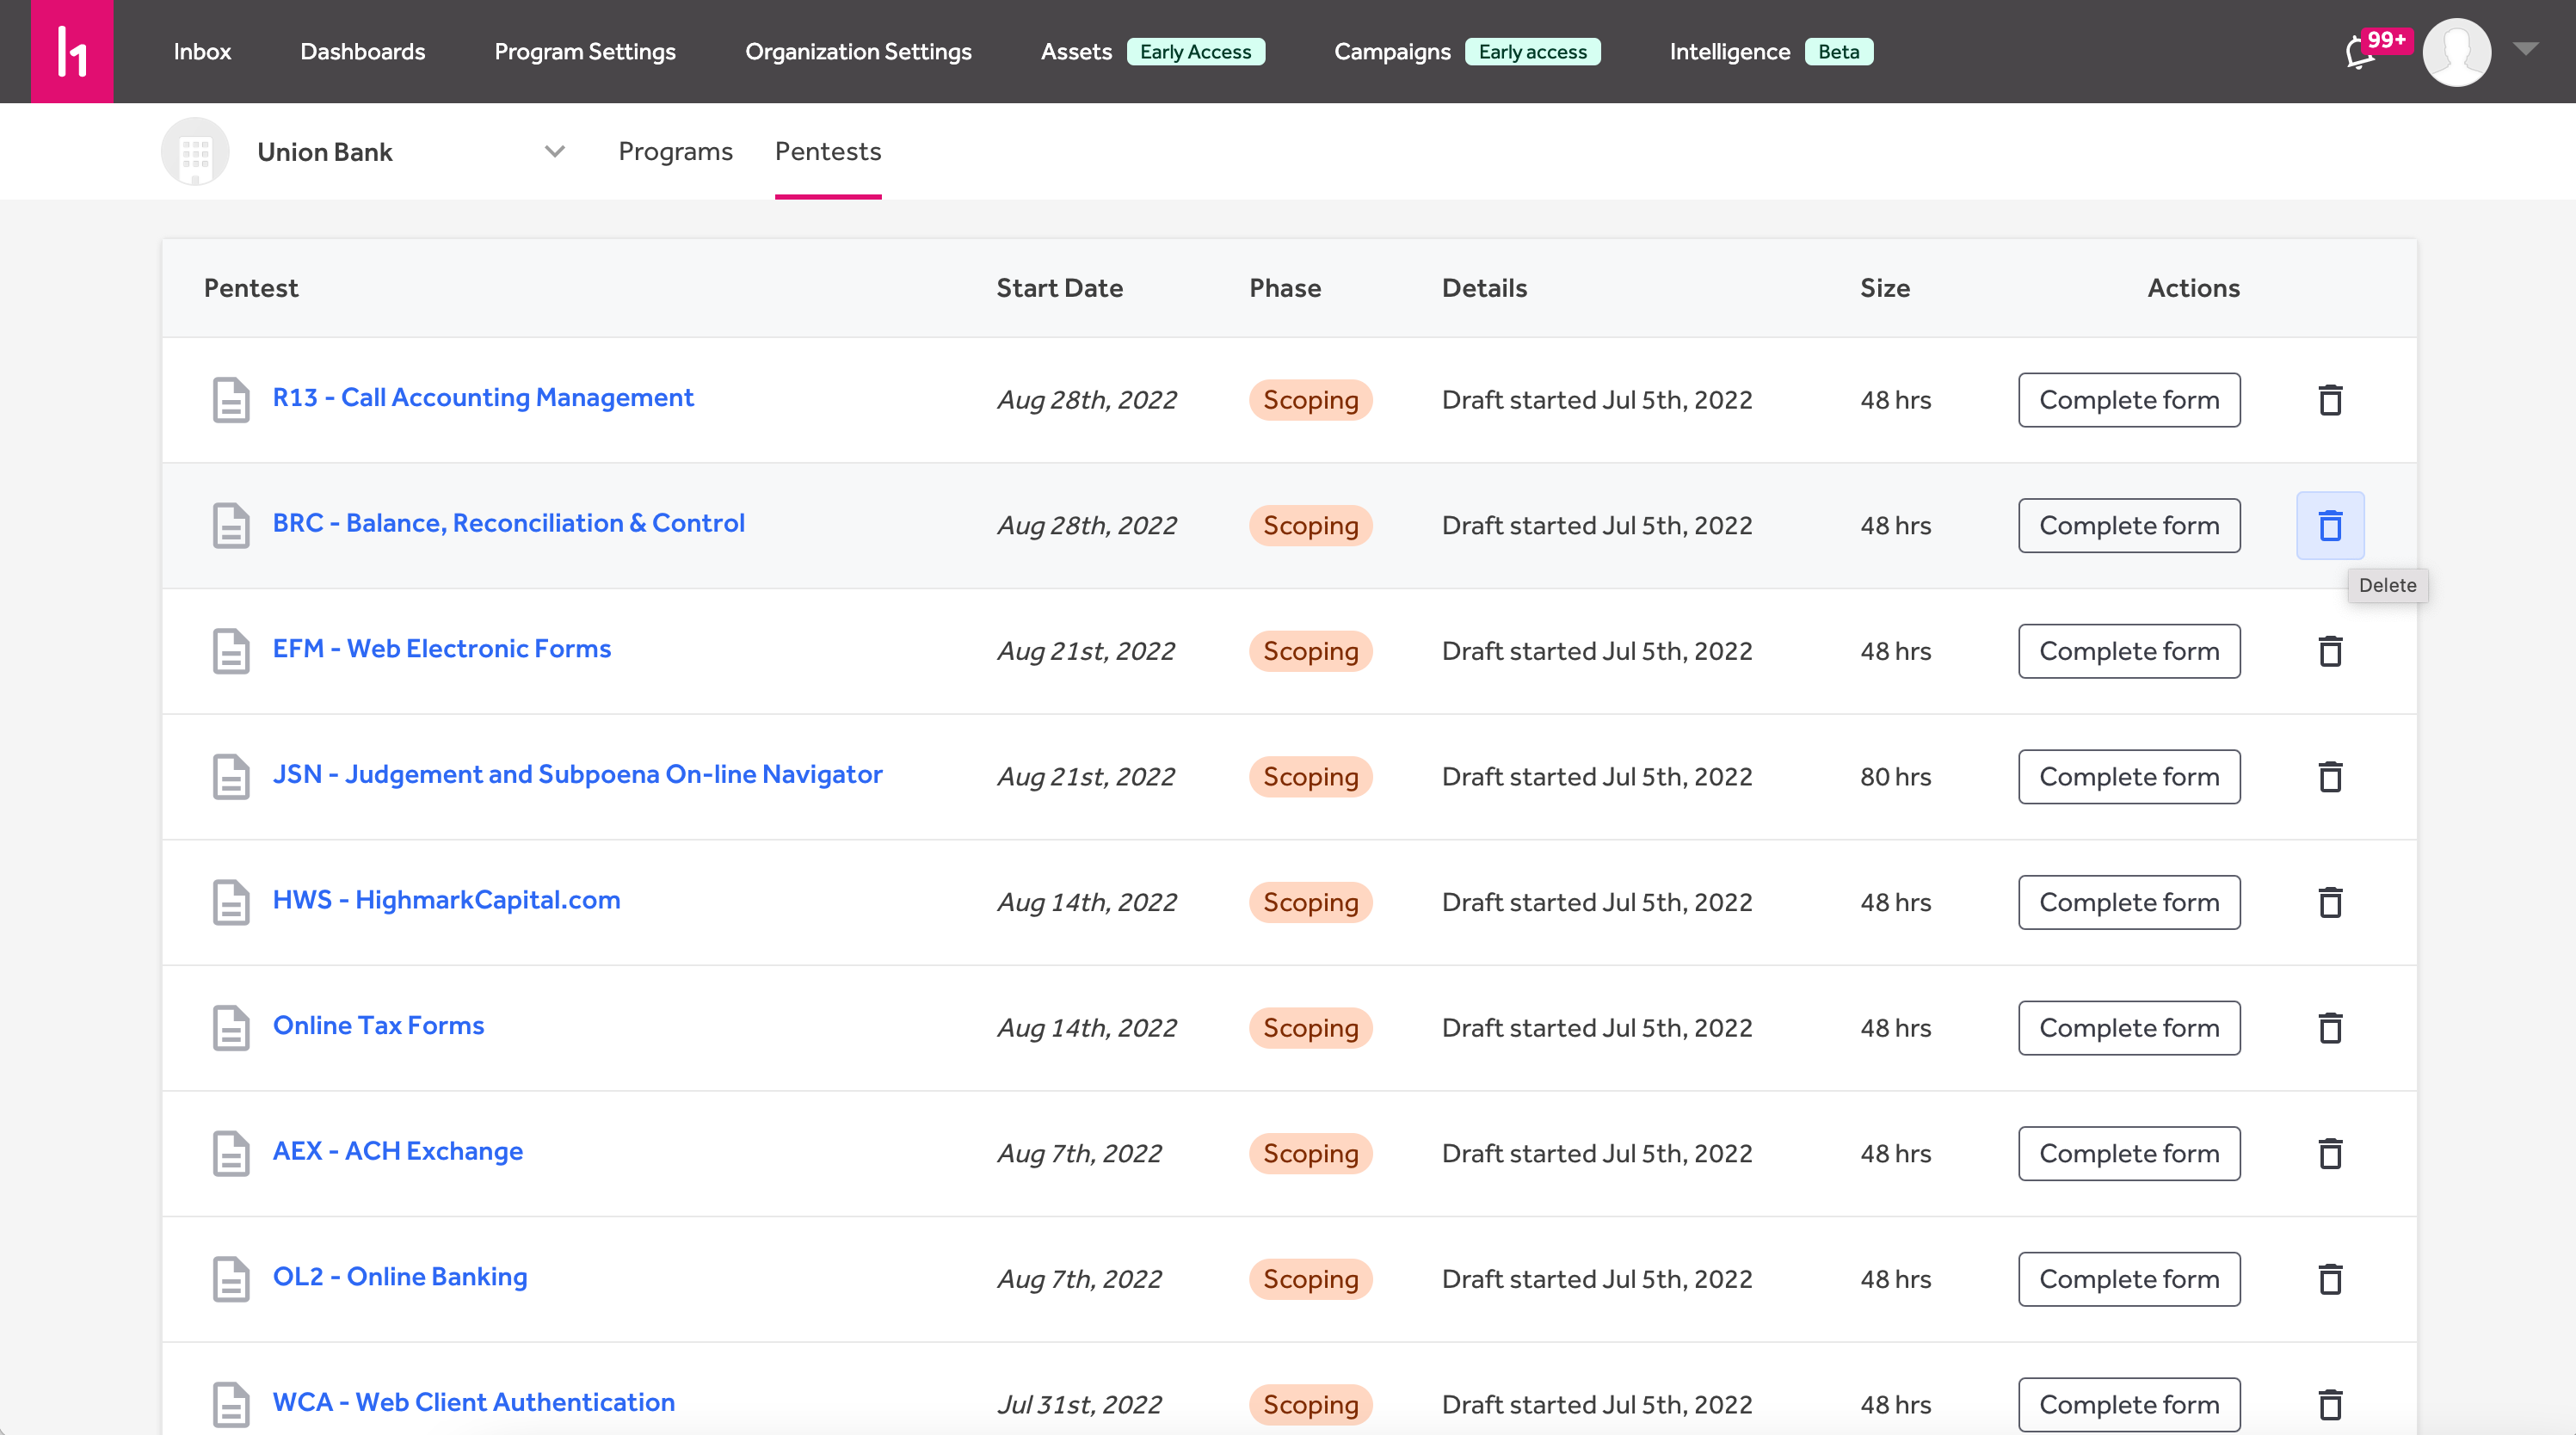 h1 Inbox Dashboards Program Settings Organization Settings Assets Early Access Campaigns Early access Intelligence Beta 99+
Union Bank Programs Pentests
Pentest Start Date Phase Details Size Actions
R13 - Call Accounting Management Aug 28th, 2022 Scoping Draft started Jul 5th, 2022 48 hrs Complete form
BRC - Balance, Reconciliation & Control Aug 28th, 2022 Scoping Draft started Jul 5th, 2022 48 hrs Complete form
Delete
EFM - Web Electronic Forms Aug 21st, 2022 Scoping Draft started Jul 5th, 2022 48 hrs Complete form
JSN - Judgement and Subpoena On-line Navigator Aug 21st, 2022 Scoping Draft started Jul 5th, 2022 80 hrs Complete form
HWS - HighmarkCapital.com Aug 14th, 2022 Scoping Draft started Jul 5th, 2022 48 hrs Complete form
Online Tax Forms Aug 14th, 2022 Scoping Draft started Jul 5th, 2022 48 hrs Complete form
AEX - ACH Exchange Aug 7th, 2022 Scoping Draft started Jul 5th, 2022 48 hrs Complete form
OL2 - Online Banking Aug 7th, 2022 Scoping Draft started Jul 5th, 2022 48 hrs Complete form
WCA - Web Client Authentication Jul 31st, 2022 Scoping Draft started Jul 5th, 2022 48 hrs Complete form